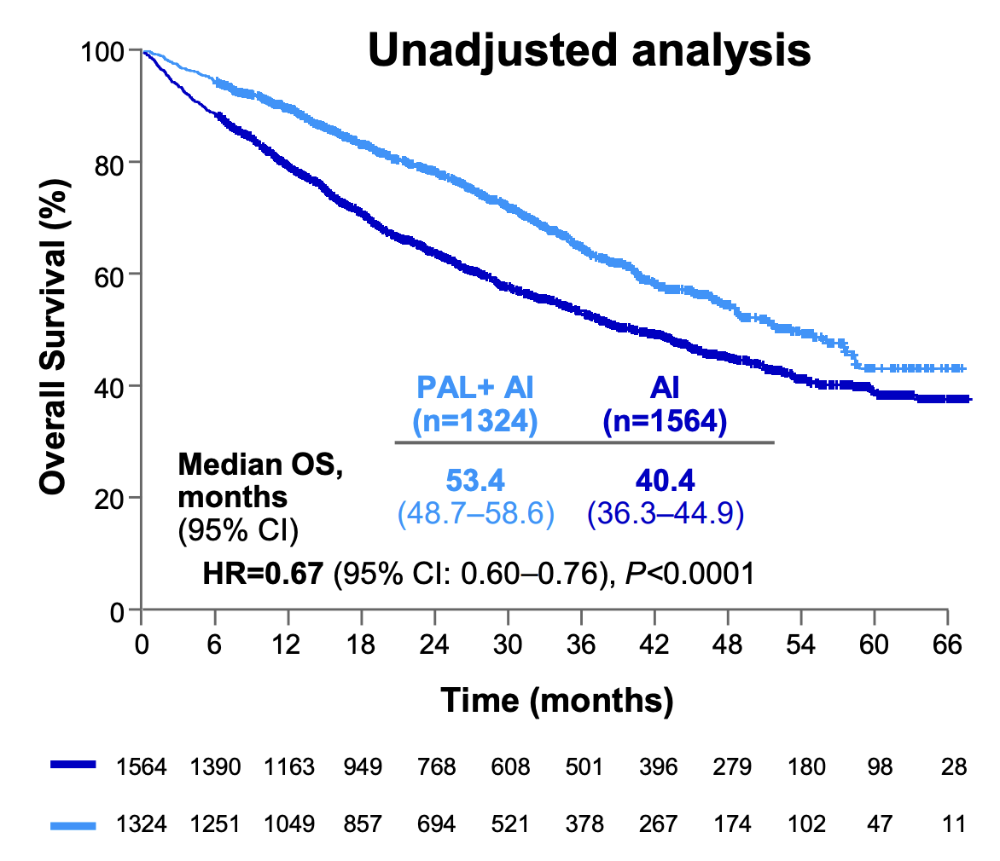 Unadjusted analysis
Overall Survival (%)
100
80
60
40
20
0
PAL+ AI AI
(n=1324) (n=1564)
Median OS, months (95% CI)
53.4 40.4
(48.7–58.6) (36.3–44.9)
HR=0.67 (95% CI: 0.60–0.76), P<0.0001
0 6 12 18 24 30 36 42 48 54 60 66
Time (months)
1564 1390 1163 949 768 608 501 396 279 180 98 28
1324 1251 1049 857 694 521 378 267 174 102 47 11